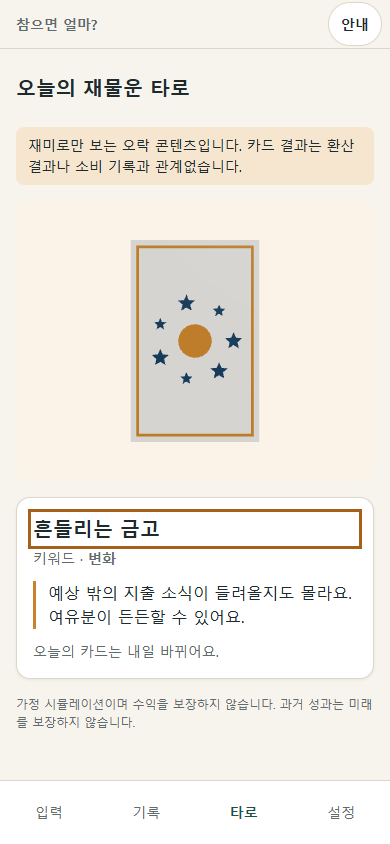 참으면 얼마?
안내
오늘의 재물운 타로
재미로만 보는 오락 콘텐츠입니다. 카드 결과는 환산
결과나 소비 기록과 관계없습니다.
흔들리는 금고
키워드 · 변화
예상 밖의 지출 소식이 들려올지도 몰라요.
여유분이 든든할 수 있어요.
오늘의 카드는 내일 바뀌어요.
가정 시뮬레이션이며 수익을 보장하지 않습니다. 과거 성과는 미래
를 보장하지 않습니다.
입력
기록
타로
설정